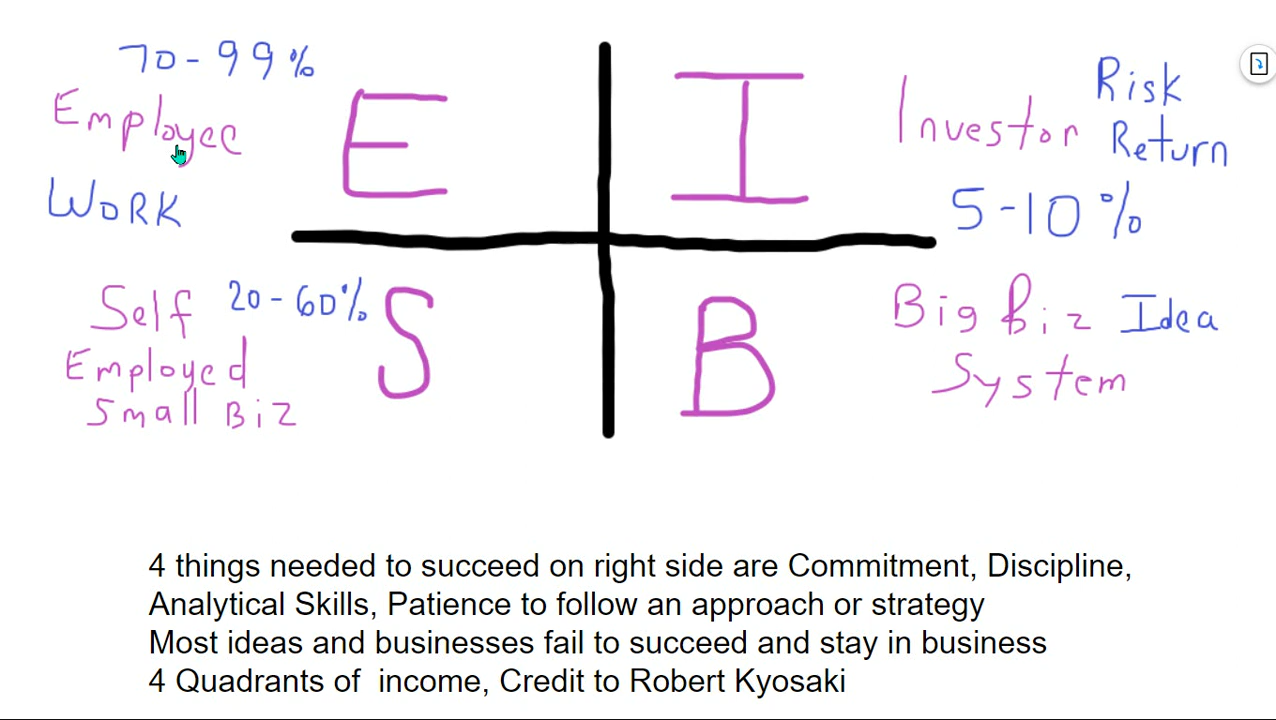 70-99%
Employee
E
Work
I
Investor
Risk
Return
5-10%
Self
20-60%
Employed
Small Biz
S
B
Big Biz Idea
System
4 things needed to succeed on right side are Commitment, Discipline,
Analytical Skills, Patience to follow an approach or strategy
Most ideas and businesses fail to succeed and stay in business
4 Quadrants of  income, Credit to Robert Kyosaki